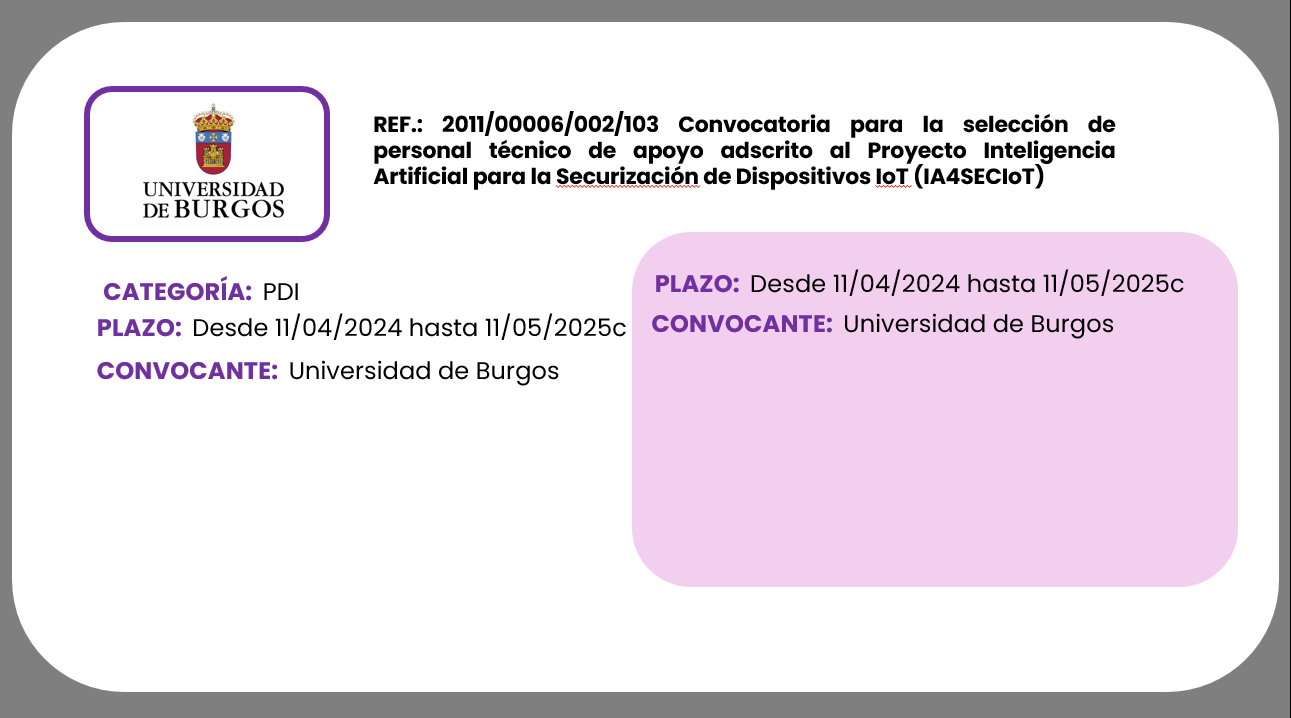 UNIVERSIDAD
DE BURGOS
REF.: 2011/00006/002/103 Convocatoria para la selección de
personal técnico de apoyo adscrito al Proyecto Inteligencia
Artificial para la Securización de Dispositivos IoT (IA4SECIoT)
CATEGORÍA: PDI
PLAZO: Desde 11/04/2024 hasta 11/05/2025c
CONVOCANTE: Universidad de Burgos
PLAZO: Desde 11/04/2024 hasta 11/05/2025c
CONVOCANTE: Universidad de Burgos